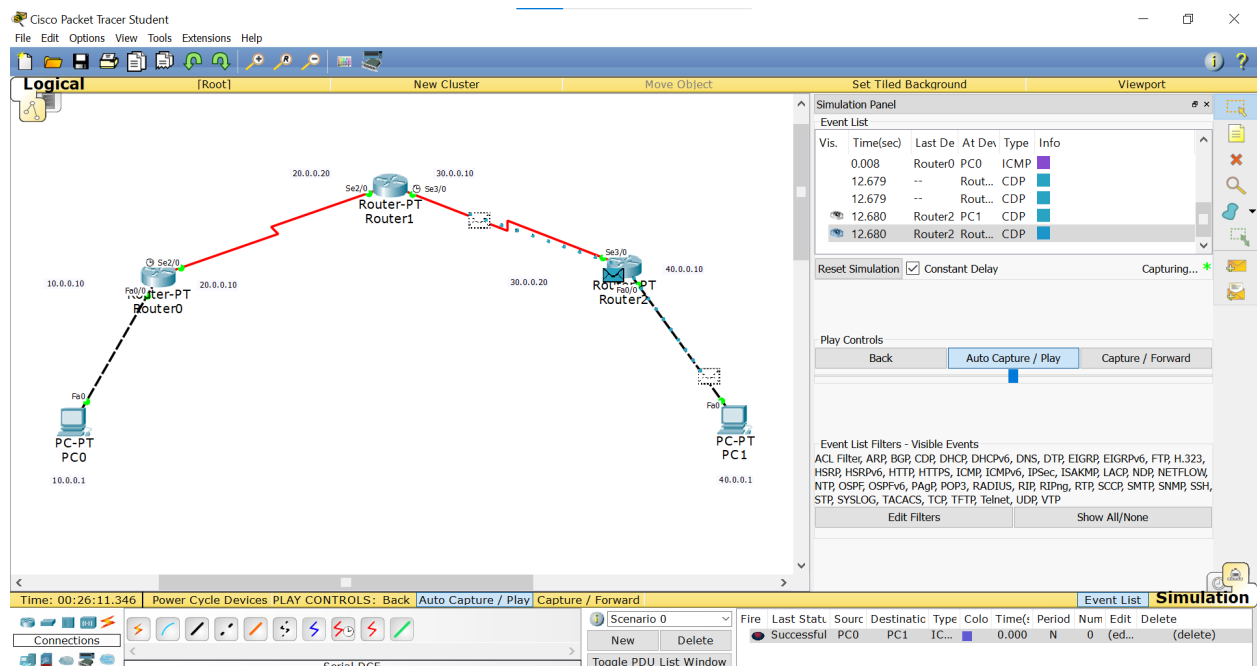 Cisco Packet Tracer Student
File Edit Options View Tools Extensions Help
Logical [Root] New Cluster Move Object Set Tiled Background Viewport
Simulation Panel
Event List
Vis. Time(sec) Last De At Dev Type Info
0.008 Router0 PC0 ICMP
12.679 -- Rout... CDP
12.679 -- Rout... CDP
12.680 Router2 PC1 CDP
12.680 Router2 Rout... CDP
Reset Simulation Constant Delay Capturing... *
Play Controls
Back Auto Capture / Play Capture / Forward
Event List Filters - Visible Events
ACL Filter, ARP, BGP, CDP, DHCP, DHCPv6, DNS, DTP, EIGRP, EIGRPv6, FTP, H.323,
HSRP, HSRPv6, HTTP, HTTPS, ICMP, ICMPv6, IPSec, ISAKMP, LACP, NDP, NETFLOW,
NTP, OSPF, OSPFv6, PAgP, POP3, RADIUS, RIP, RIPng, RTP, SCCP, SMTP, SNMP, SSH,
STP, SYSLOG, TACACS, TCP, TFTP, Telnet, UDP, VTP
Edit Filters Show All/None
20.0.0.20 30.0.0.10
Se2/0 Se3/0
Router-PT
Router1
Se2/0
10.0.0.10 20.0.0.10
Fa0/0 Router-PT
Router0
Se3/0
40.0.0.10
30.0.0.20
Router-PT
Fa0/0
Router2
Fa0
PC-PT
PC0
10.0.0.1
Fa0
PC-PT
PC1
40.0.0.1
Time: 00:26:11.346 Power Cycle Devices PLAY CONTROLS: Back Auto Capture / Play Capture / Forward Event List Simulation
Connections
Serial DCE
Scenario 0
New Delete
Toggle PDU List Window
Fire Last Statu Sourc Destinatic Type Colo Time(s Period Num Edit Delete
Successful PC0 PC1 IC... 0.000 N 0 (ed... (delete)